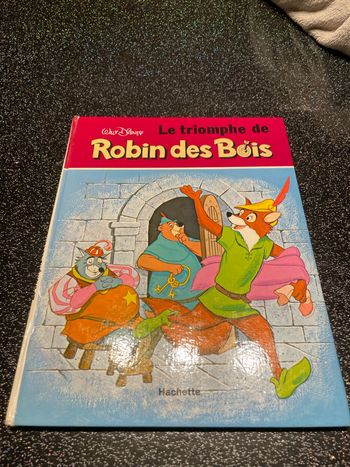 Walt Disney
Le triomphe de
Robin des Bois
Hachette